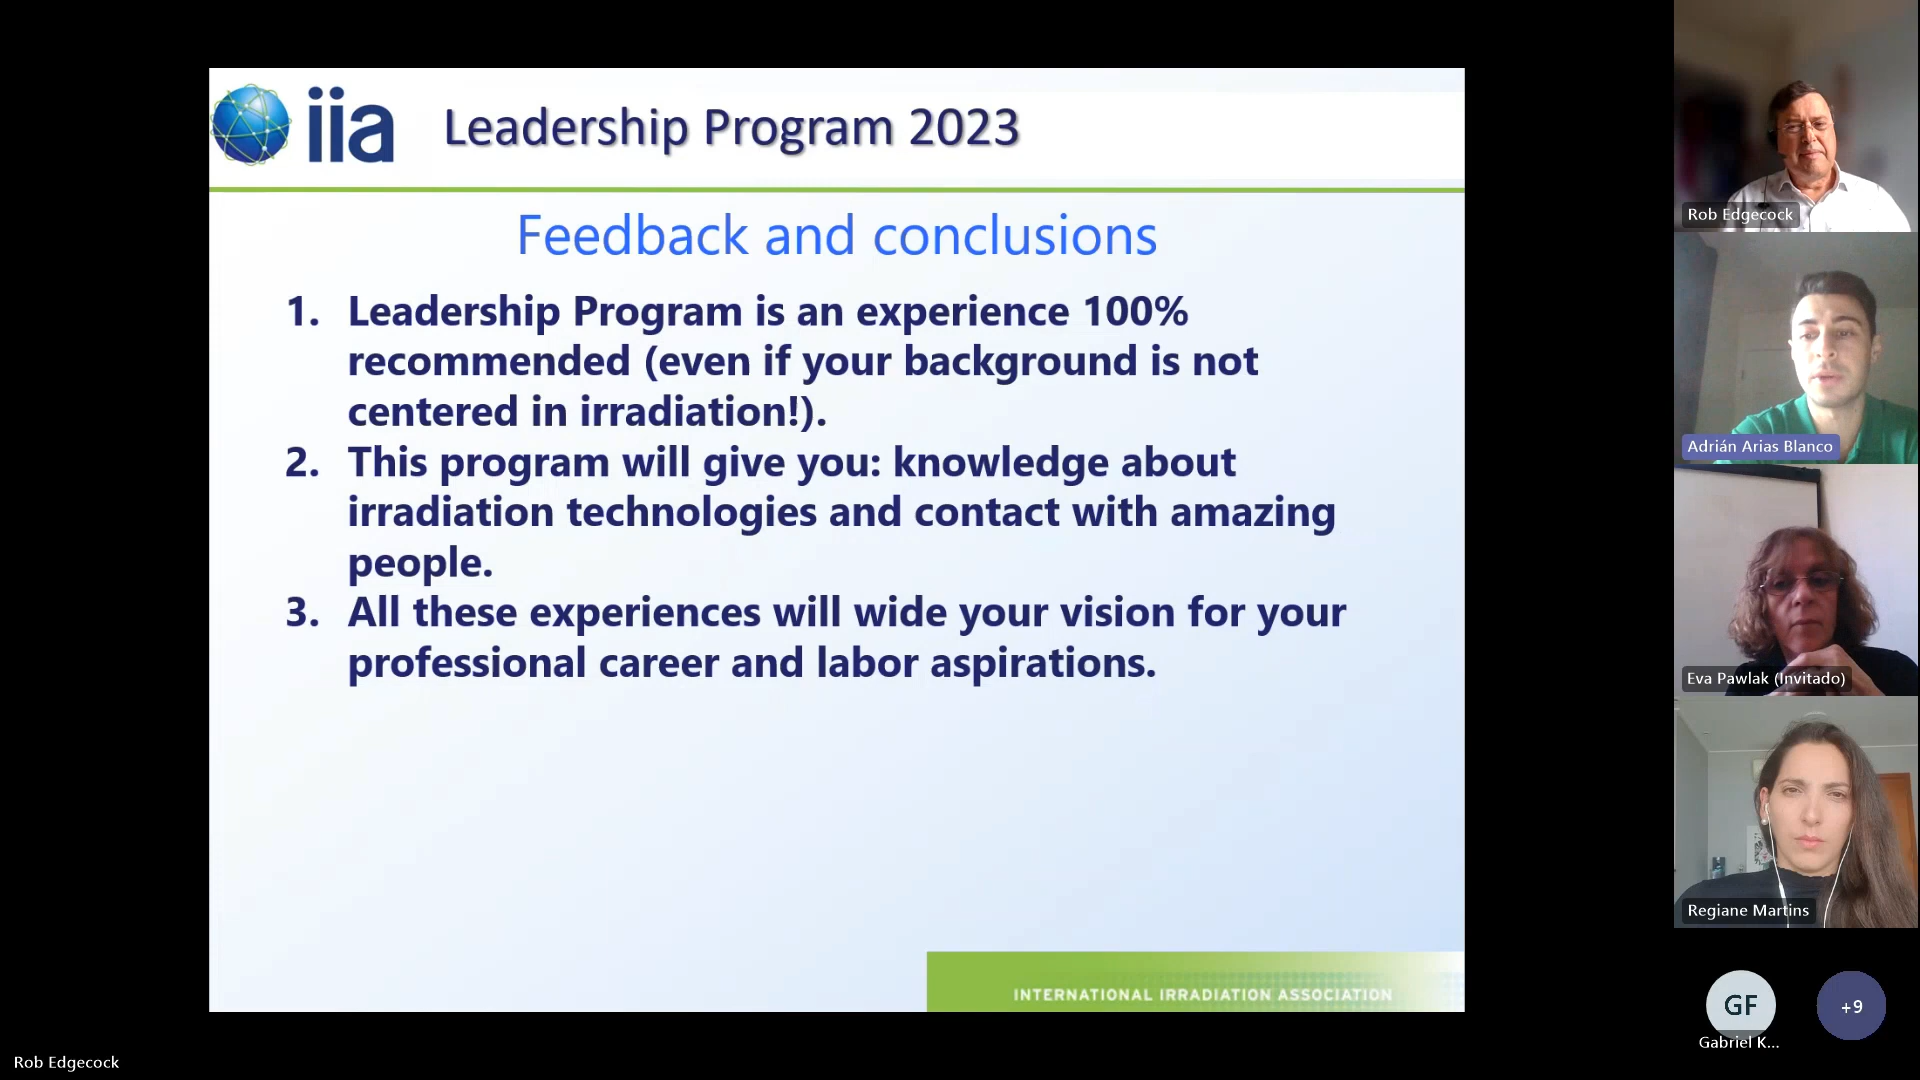 iia
Leadership Program 2023
Feedback and conclusions
1. Leadership Program is an experience 100%
recommended (even if your background is not
centered in irradiation!).
2. This program will give you: knowledge about
irradiation technologies and contact with amazing
people.
3. All these experiences will wide your vision for your
professional career and labor aspirations.
INTERNATIONAL IRRADIATION ASSOCIATION
Rob Edgecock
Adrián Arias Blanco
Eva Pawlak (Invitado)
Regiane Martins
GF
Gabriel K...
+9
Rob Edgecock